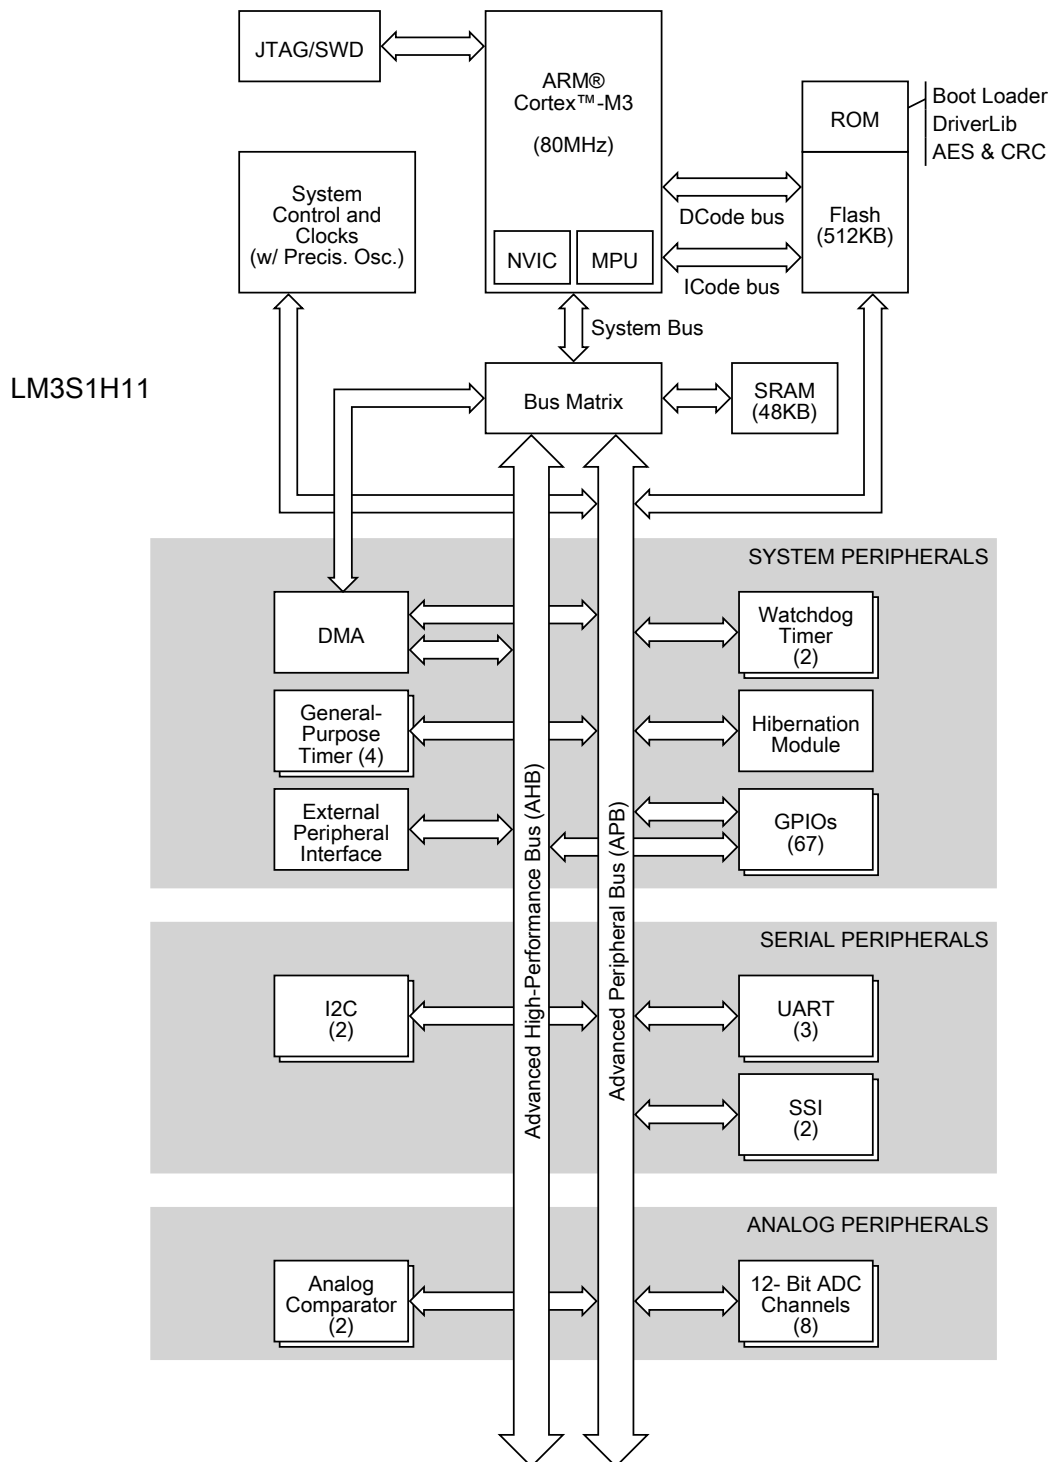 JTAG/SWD
ARM®
Cortex™-M3
(80MHz)
NVIC
MPU
ROM
Boot Loader
DriverLib
AES & CRC
Flash
(512KB)
DCode bus
ICode bus
System
Control and
Clocks
(w/ Precis. Osc.)
System Bus
LM3S1H11
Bus Matrix
SRAM
(48KB)
SYSTEM PERIPHERALS
DMA
Watchdog
Timer
(2)
General-
Purpose
Timer (4)
Hibernation
Module
External
Peripheral
Interface
GPIOs
(67)
Advanced High-Performance Bus (AHB)
Advanced Peripheral Bus (APB)
SERIAL PERIPHERALS
I2C
(2)
UART
(3)
SSI
(2)
ANALOG PERIPHERALS
Analog
Comparator
(2)
12- Bit ADC
Channels
(8)